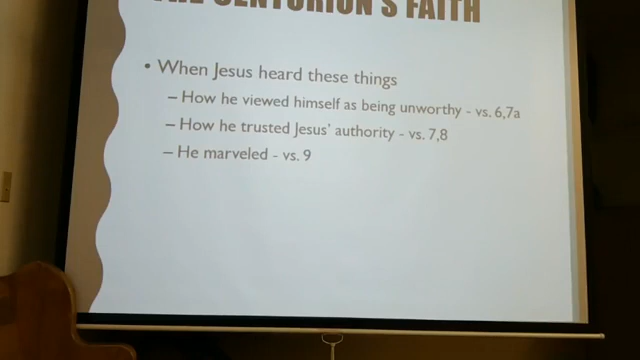 THE CENTURION'S FAITH
• When Jesus heard these things
– How he viewed himself as being unworthy - vs. 6,7a
– How he trusted Jesus' authority - vs. 7,8
– He marveled - vs. 9